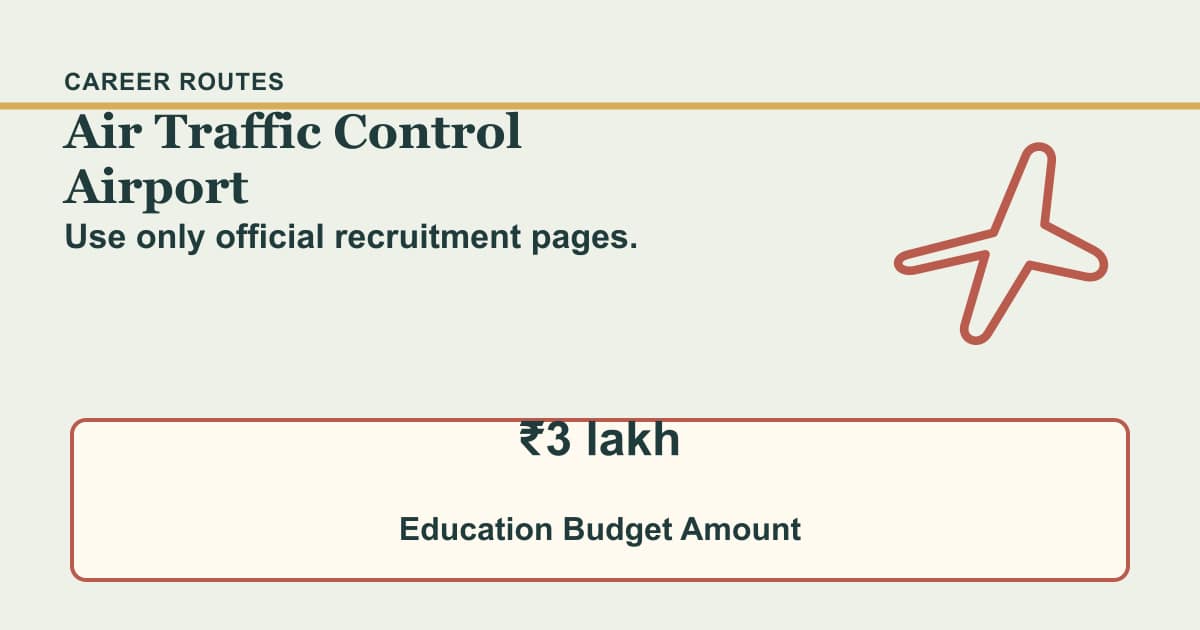 CAREER ROUTES
Air Traffic Control
Airport
Use only official recruitment pages.
₹3 lakh
Education Budget Amount